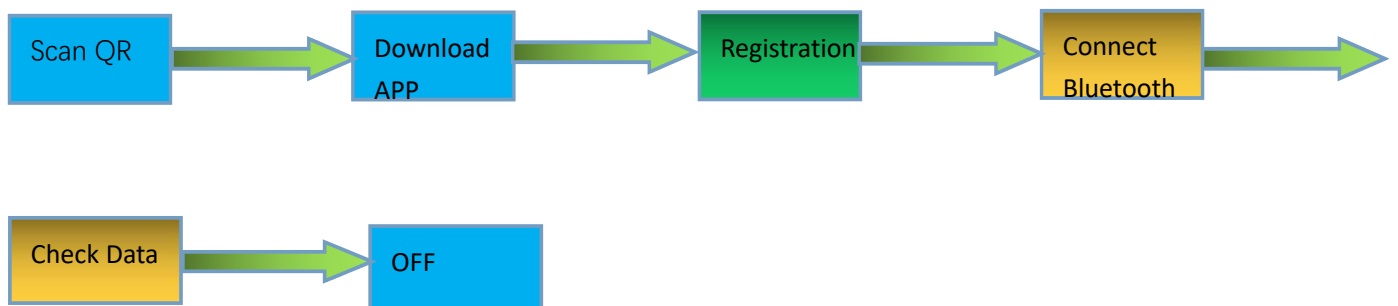 Scan QR
Download
APP
Registration
Connect
Bluetooth
Check Data
OFF